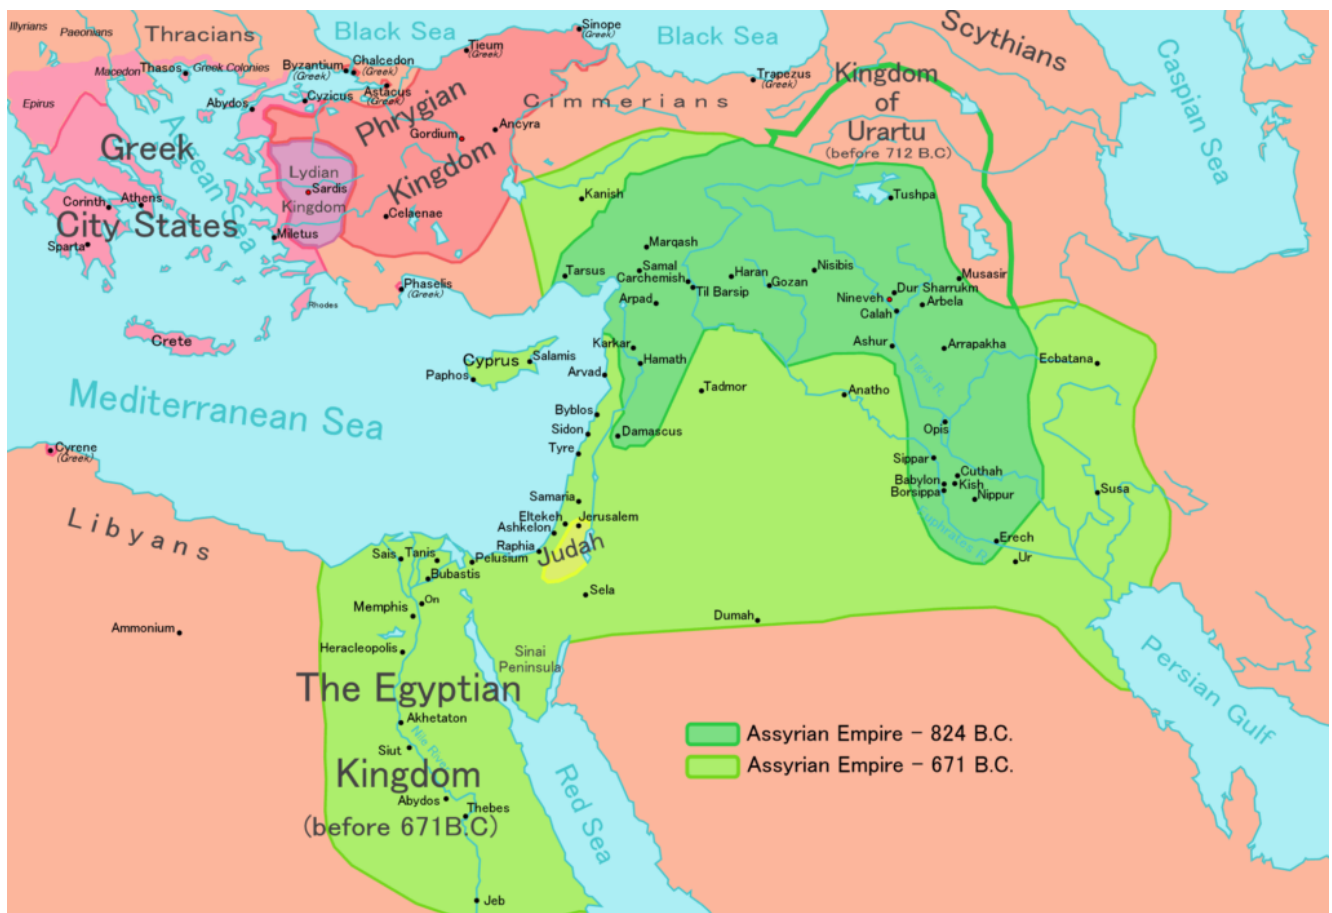 Illyrians
Paeonians
Thracians
Black Sea
Sinope
(Greek)
Black Sea
Scythians
Caspian Sea
Macedon
Thasos
Greek Colonies
Byzantium
(Greek)
Chalcedon
(Greek)
Tieum
(Greek)
Astacus
(Greek)
Trapezus
(Greek)
Kingdom
of
Urartu
(before 712 B.C)
Epirus
Abydos
Cyzicus
Phrygian
Kingdom
Cimmerians
Aegean Sea
Gordium
Ancyra
Greek
City States
Lydian
Kingdom
Sardis
Corinth
Athens
Sparta
Miletus
Celaenae
Kanish
Tushpa
Marqash
Tarsus
Samal
Carchemish
Til Barsip
Haran
Gozan
Nisibis
Musasir
Phaselis
(Greek)
Rhodes
Arpad
Nineveh
Dur Sharrukm
Arbela
Calah
Crete
Cyprus
Salamis
Paphos
Karkar
Hamath
Arvad
Ashur
Arrapakha
Ecbatana
Tigris R.
Tadmor
Anatho
Mediterranean Sea
Byblos
Sidon
Damascus
Tyre
Opis
Cyrene
(Greek)
Sippar
Cuthah
Babylon
Kish
Borsippa
Nippur
Susa
Samaria
Eltekeh
Jerusalem
Ashkelon
Judah
Raphia
Euphrates R.
Erech
Ur
Libyans
Sais
Tanis
Pelusium
Bubastis
On
Memphis
Sela
Dumah
Ammonium
Heracleopolis
Sinai
Peninsula
The Egyptian
Kingdom
(before 671B.C)
Akhetaton
Nile River
Siut
Abydos
Thebes
Jeb
Red Sea
Persian Gulf
Assyrian Empire - 824 B.C.
Assyrian Empire - 671 B.C.